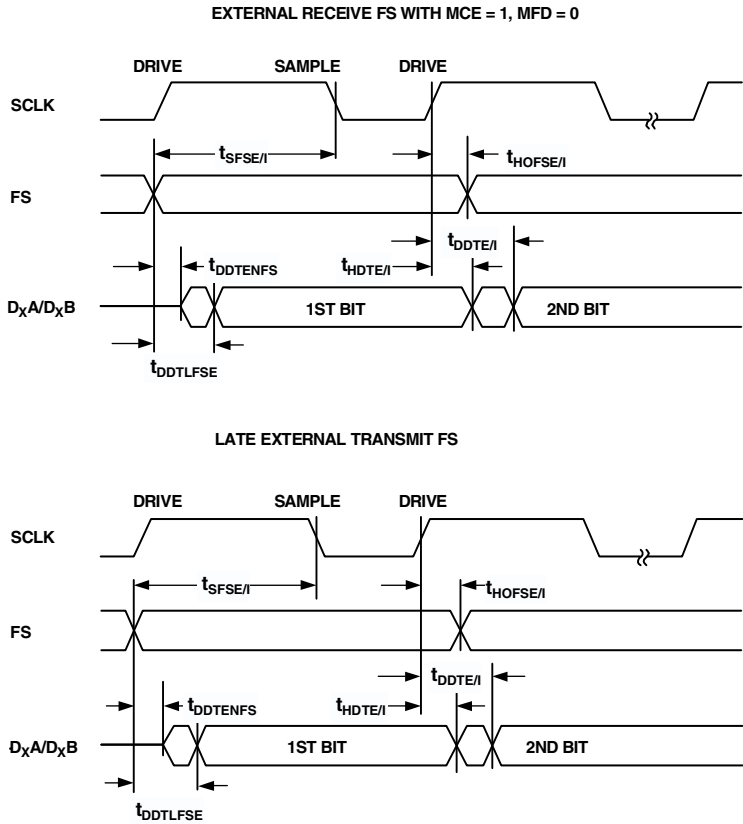 EXTERNAL RECEIVE FS WITH MCE = 1, MFD = 0
DRIVE SAMPLE DRIVE
SCLK
tSFSE/I tHOFSE/I
FS
tDDTE/I
tDDTENFS tHDTE/I
DXA/DXB 1ST BIT 2ND BIT
tDDTLFSE
LATE EXTERNAL TRANSMIT FS
DRIVE SAMPLE DRIVE
SCLK
tSFSE/I tHOFSE/I
FS
tDDTE/I
tDDTENFS tHDTE/I
DXA/DXB 1ST BIT 2ND BIT
tDDTLFSE